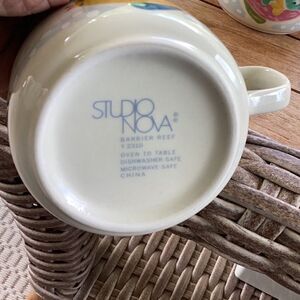 STUDIO
NOVA®
BARRIER REEF
Y 2310
OVEN TO TABLE
DISHWASHER SAFE
MICROWAVE SAFE
CHINA